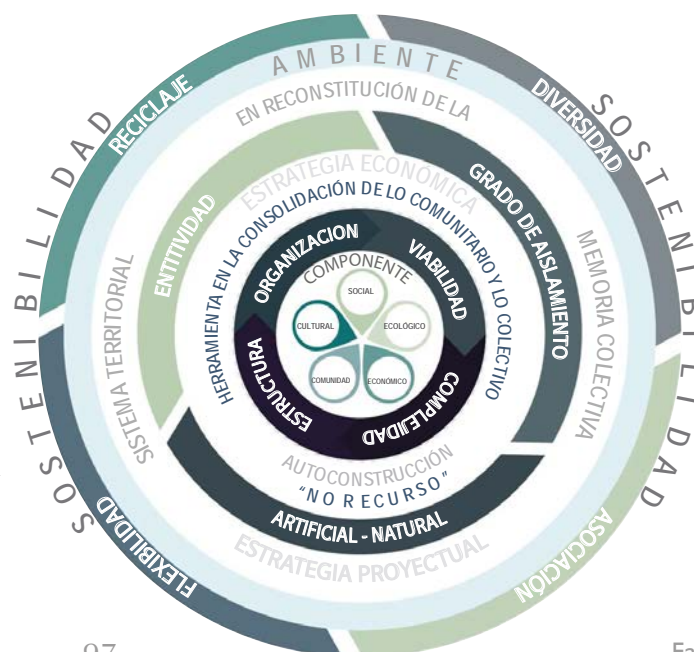 SOSTENIBILIDAD
SOSTENIBILIDAD
RECICLAJE
DIVERSIDAD
FLEXIBILIDAD
ASOCIACIÓN
AMBIENTE
EN RECONSTITUCIÓN DE LA
MEMORIA COLECTIVA
SISTEMA TERRITORIAL
ESTRATEGIA PROYECTUAL
ENTITIVIDAD
GRADO DE AISLAMIENTO
ARTIFICIAL - NATURAL
ESTRATEGIA ECONÓMICA
HERRAMIENTA EN LA CONSOLIDACIÓN DE LO COMUNITARIO Y LO COLECTIVO
AUTOCONSTRUCCIÓN
"NO RECURSO"
ORGANIZACION
VIABILIDAD
ESTRUCTURA
COMPLEJIDAD
COMPONENTE
SOCIAL
CULTURAL
ECOLÓGICO
COMUNIDAD
ECONÓMICO